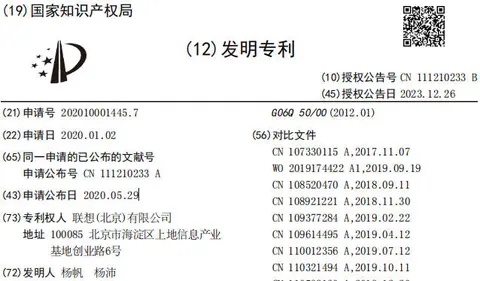 (19)国家知识产权局
(12)发明专利
(10)授权公告号 CN 111210233 B
(45)授权公告日 2023.12.26
(21)申请号 202010001445.7
(22)申请日 2020.01.02
(65)同一申请的已公布的文献号
申请公布号 CN 111210233 A
(43)申请公布日 2020.05.29
(73)专利权人 联想(北京)有限公司
地址 100085 北京市海淀区上地信息产业
基地创业路6号
(72)发明人 杨帆 杨沛
G06Q 50/00(2012.01)
(56)对比文件
CN 107330115 A,2017.11.07
WO 2019174422 A1,2019.09.19
CN 108520470 A,2018.09.11
CN 108921221 A,2018.11.30
CN 109377284 A,2019.02.22
CN 109614495 A,2019.04.12
CN 110012356 A,2019.07.12
CN 110321494 A,2019.10.11